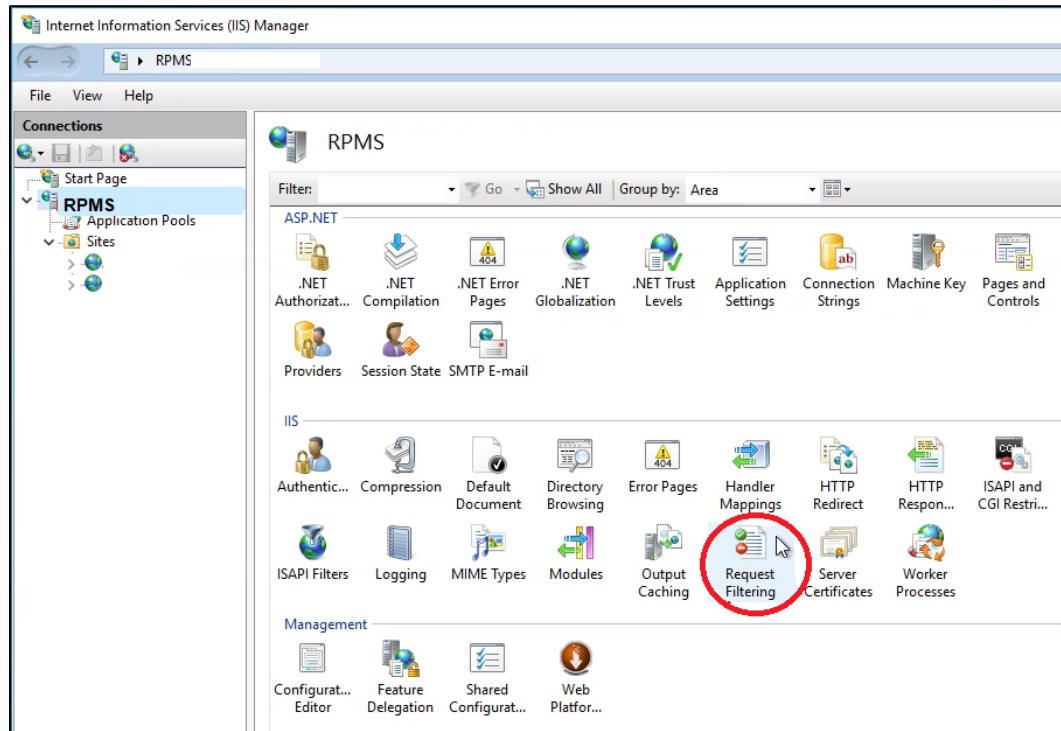 Internet Information Services (IIS) Manager
RPMS
File View Help
Connections
RPMS
Start Page
Filter: Go Show All Group by: Area
RPMS
ASP.NET
Application Pools
Sites
.NET Authorizat...
.NET Compilation
.NET Error Pages
.NET Globalization
.NET Trust Levels
Application Settings
Connection Strings
Machine Key
Pages and Controls
Providers
Session State
SMTP E-mail
IIS
Authentic...
Compression
Default Document
Directory Browsing
Error Pages
Handler Mappings
HTTP Redirect
HTTP Respon...
ISAPI and CGI Restri...
ISAPI Filters
Logging
MIME Types
Modules
Output Caching
Request Filtering
Server Certificates
Worker Processes
Management
Configurat... Editor
Feature Delegation
Shared Configurat...
Web Platfor...